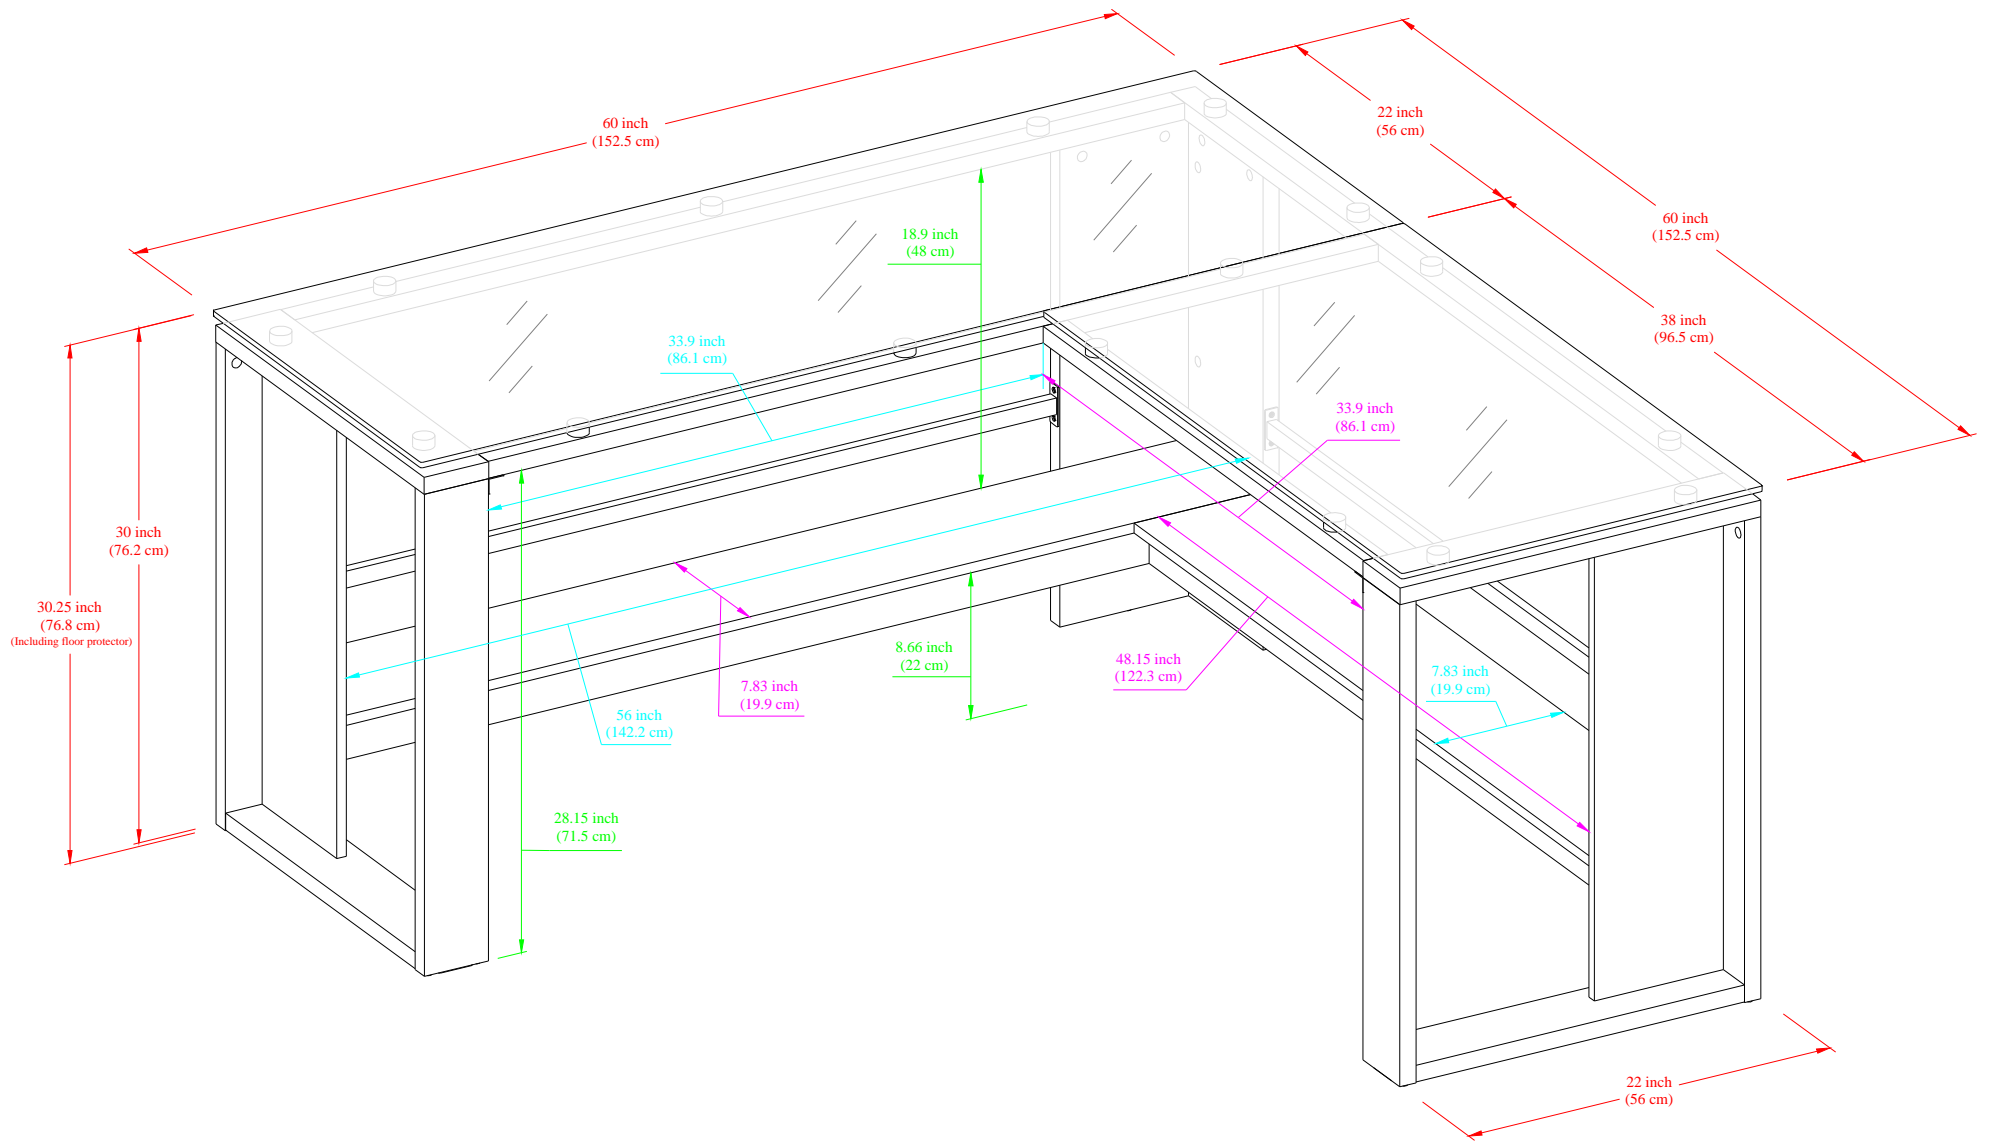 60 inch
(152.5 cm)
22 inch
(56 cm)
60 inch
(152.5 cm)
18.9 inch
(48 cm)
38 inch
(96.5 cm)
33.9 inch
(86.1 cm)
33.9 inch
(86.1 cm)
30 inch
(76.2 cm)
30.25 inch
(76.8 cm)
(Including floor protector)
8.66 inch
(22 cm)
48.15 inch
(122.3 cm)
7.83 inch
(19.9 cm)
7.83 inch
(19.9 cm)
56 inch
(142.2 cm)
28.15 inch
(71.5 cm)
22 inch
(56 cm)